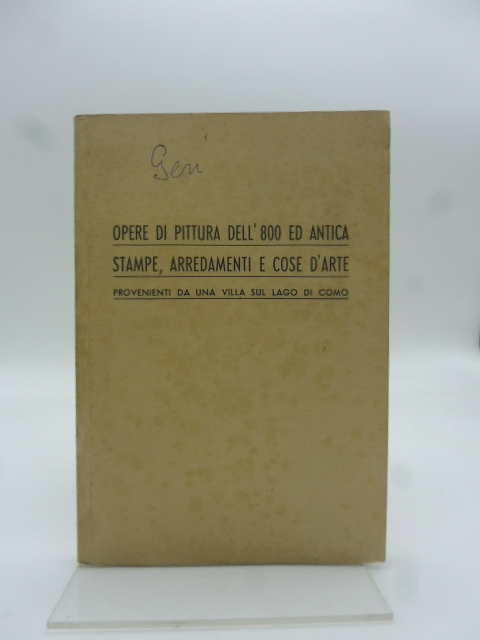 Gen
OPERE DI PITTURA DELL'800 ED ANTICA
STAMPE, ARREDAMENTI E COSE D'ARTE
PROVENIENTI DA UNA VILLA SUL LAGO DI COMO